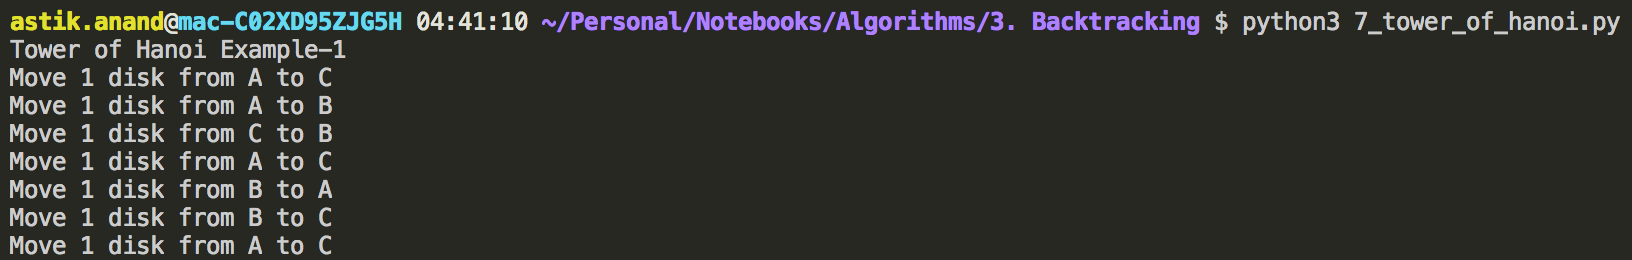 astik.anand@mac-C02XD95ZJG5H 04:41:10 ~/Personal/Notebooks/Algorithms/3. Backtracking $ python3 7_tower_of_hanoi.py
Tower of Hanoi Example-1
Move 1 disk from A to C
Move 1 disk from A to B
Move 1 disk from C to B
Move 1 disk from A to C
Move 1 disk from B to A
Move 1 disk from B to C
Move 1 disk from A to C